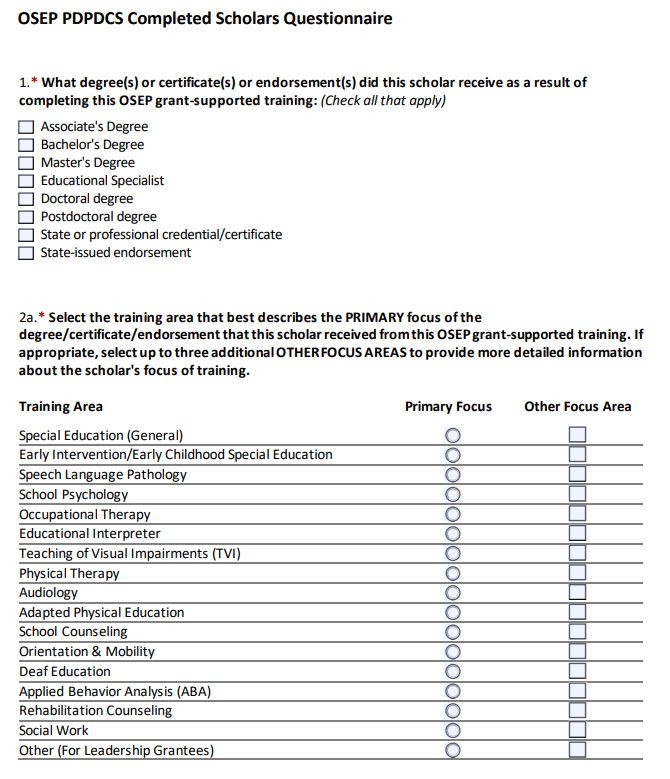 OSEP PDPDCS Completed Scholars Questionnaire
1.* What degree(s) or certificate(s) or endorsement(s) did this scholar receive as a result of
completing this OSEP grant-supported training: (Check all that apply)
Associate's Degree
Bachelor's Degree
Master's Degree
Educational Specialist
Doctoral degree
Postdoctoral degree
State or professional credential/certificate
State-issued endorsement
2a.* Select the training area that best describes the PRIMARY focus of the
degree/certificate/endorsement that this scholar received from this OSEP grant-supported training. If
appropriate, select up to three additional OTHER FOCUS AREAS to provide more detailed information
about the scholar's focus of training.
Training Area Primary Focus Other Focus Area
Special Education (General)
Early Intervention/Early Childhood Special Education
Speech Language Pathology
School Psychology
Occupational Therapy
Educational Interpreter
Teaching of Visual Impairments (TVI)
Physical Therapy
Audiology
Adapted Physical Education
School Counseling
Orientation & Mobility
Deaf Education
Applied Behavior Analysis (ABA)
Rehabilitation Counseling
Social Work
Other (For Leadership Grantees)